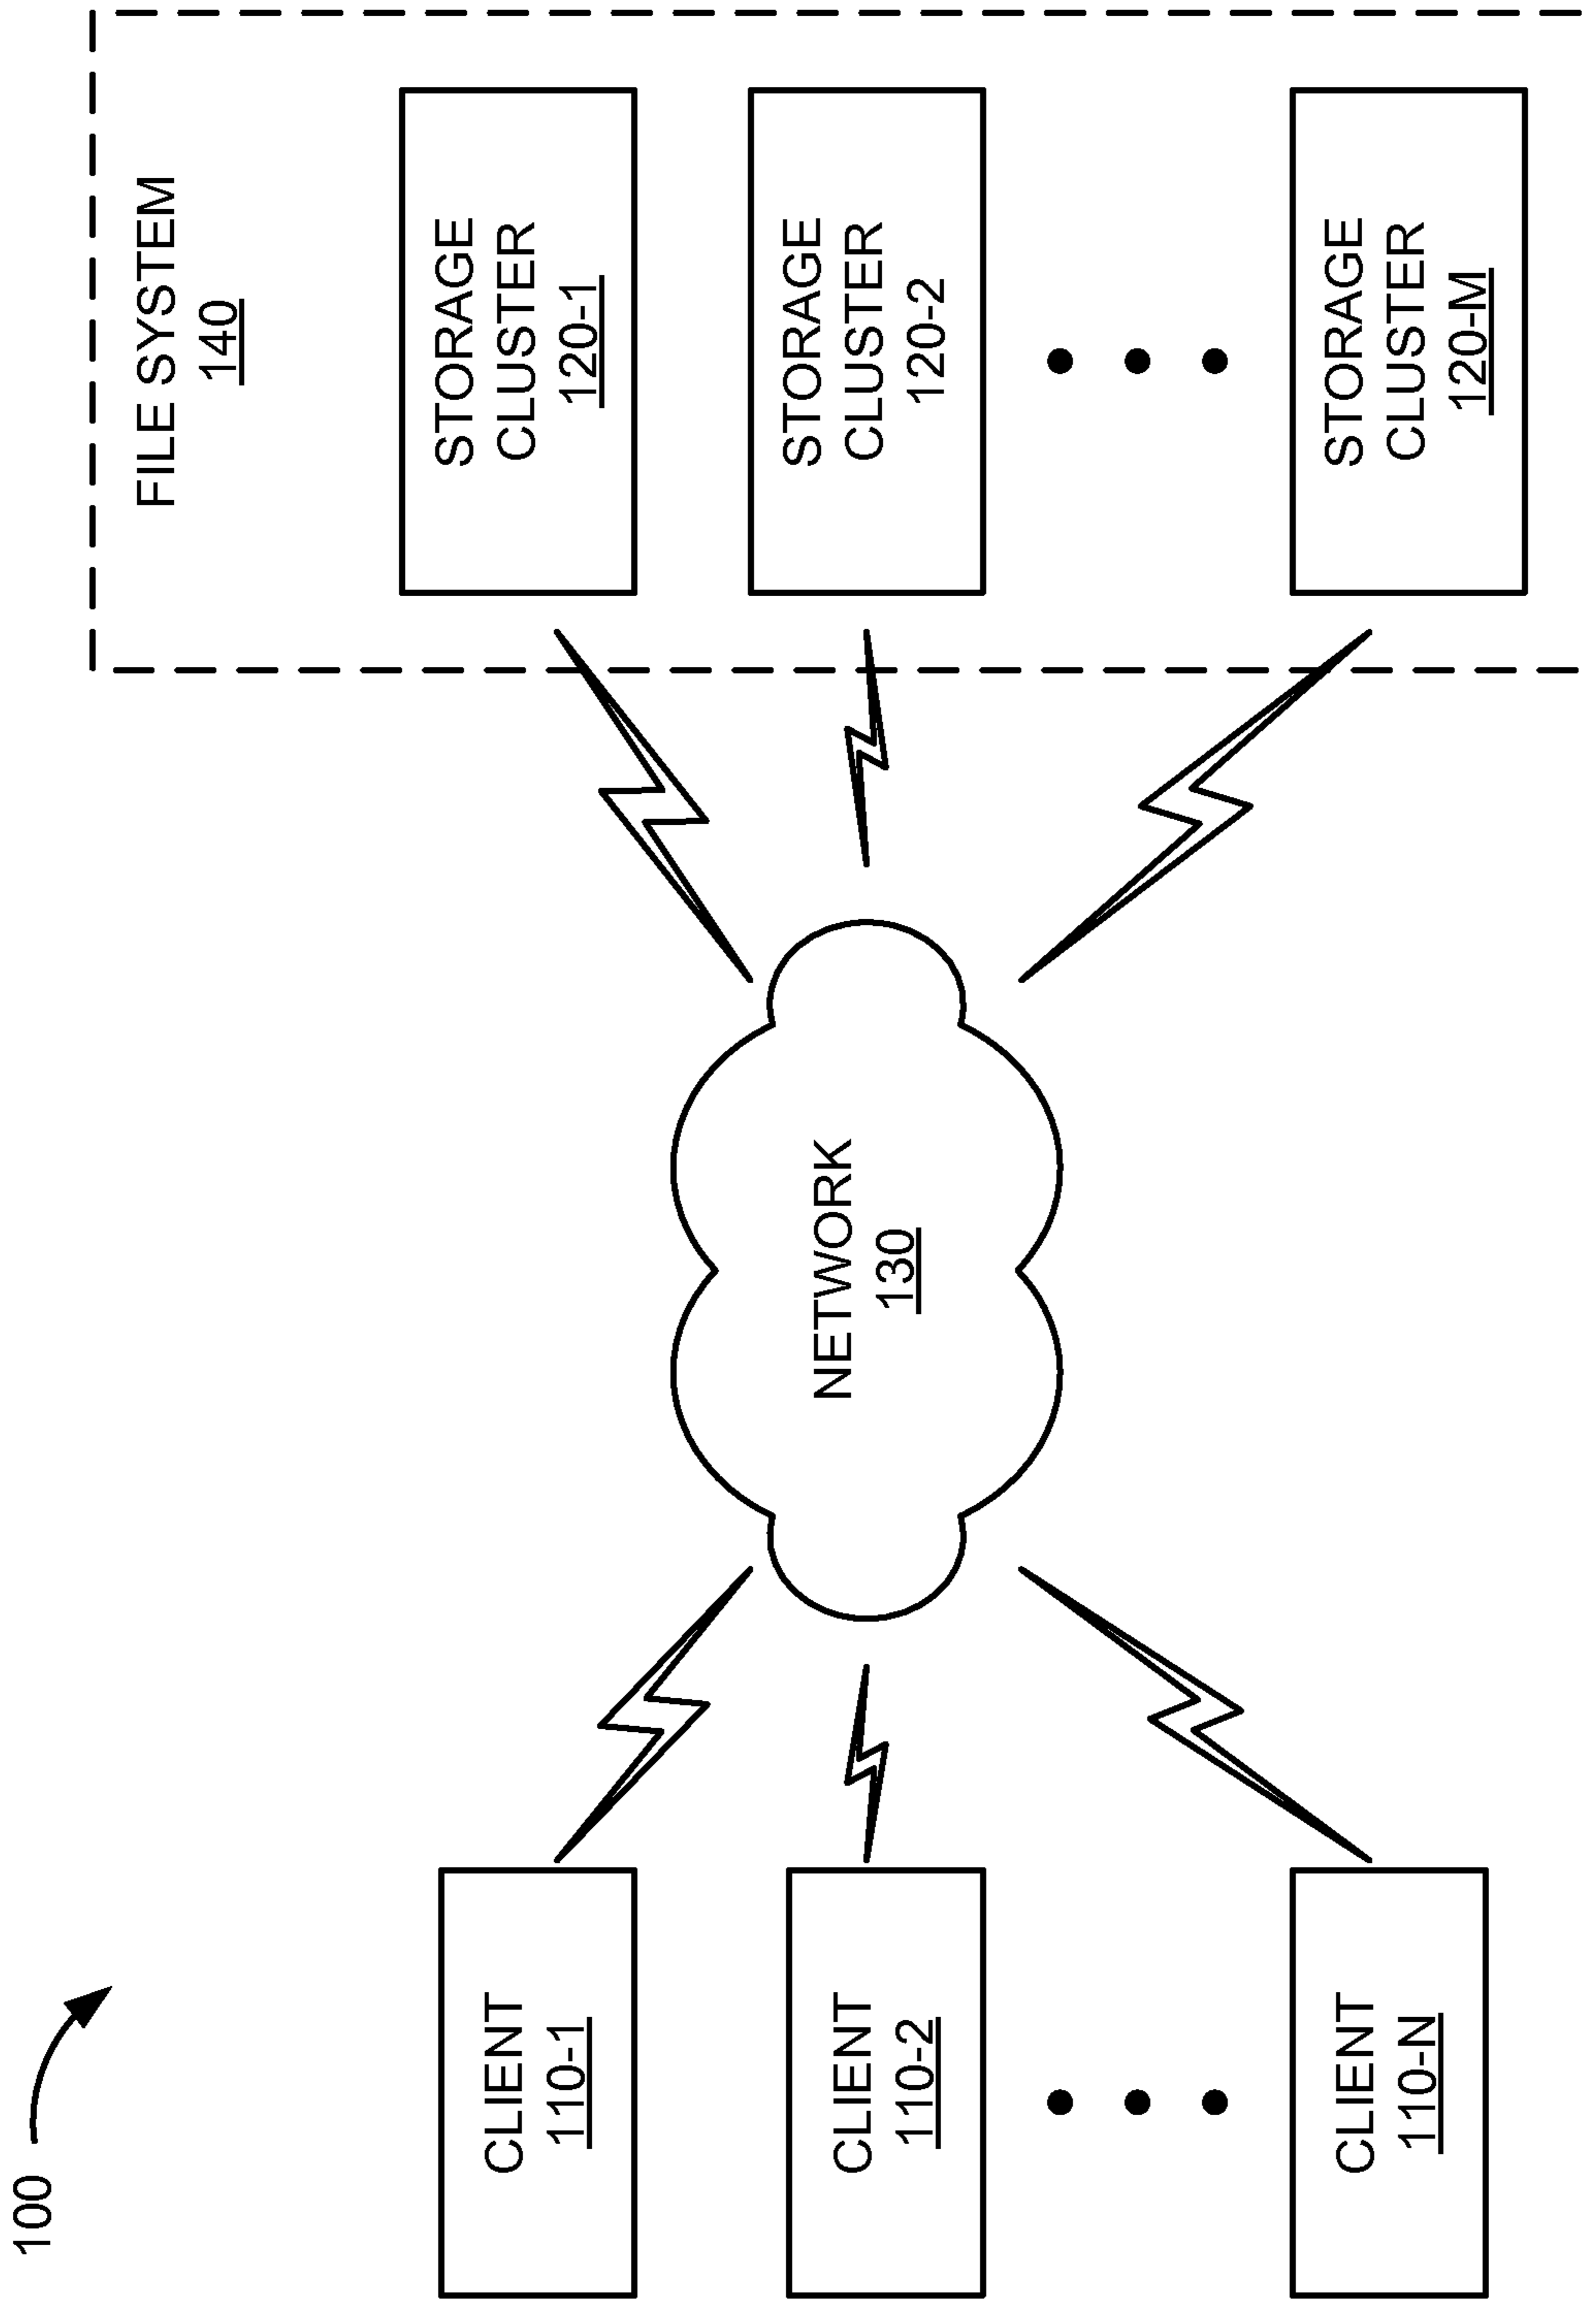 100
CLIENT
110-1
CLIENT
110-2
CLIENT
110-N
NETWORK
130
FILE SYSTEM
140
STORAGE
CLUSTER
120-1
STORAGE
CLUSTER
120-2
STORAGE
CLUSTER
120-M